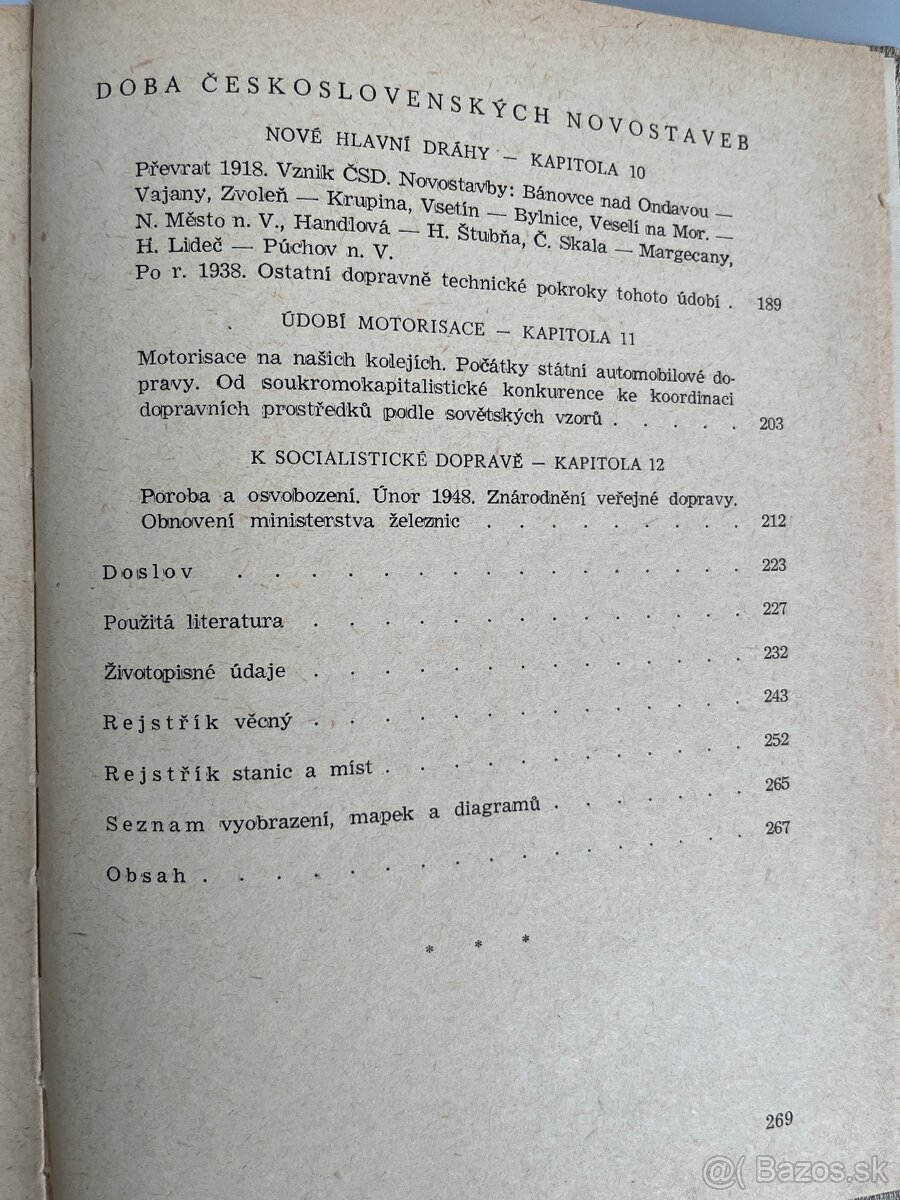 DOBA ČESKOSLOVENSKÝCH NOVOSTAVEB
NOVÉ HLAVNÍ DRÁHY — KAPITOLA 10
Převrat 1918. Vznik ČSD. Novostavby: Bánovce nad Ondavou —
Vajany, Zvoleň — Krupina, Vsetín — Bylnice, Veselí na Mor. —
N. Město n. V., Handlová — H. Štubňa, Č. Skala — Margecany,
H. Lideč — Púchov n. V.
Po r. 1938. Ostatní dopravně technické pokroky tohoto údobí . 189
ÚDOBÍ MOTORISACE — KAPITOLA 11
Motorisace na našich kolejích. Počátky státní automobilové do-
pravy. Od soukromokapitalistické konkurence ke koordinaci
dopravních prostředků podle sovětských vzorů . . . . . 203
K SOCIALISTICKÉ DOPRAVĚ — KAPITOLA 12
Poroba a osvobození. Únor 1948. Znárodnění veřejné dopravy.
Obnovení ministerstva železnic . . . . . . . . 212
Doslov . . . . . . . . . . . . . . . 223
Použitá literatura . . . . . . . . . . . . . 227
Životopisné údaje . . . . . . . . . . . . . 232
Rejstřík věcný . . . . . . . . . . . . . 243
Rejstřík stanic a míst . . . . . . . . . . . 252
Seznam vyobrazení, mapek a diagramů . . . . . . 265
Obsah . . . . . . . . . . . . . . . 267
* * *
269
@( Bazos.sk